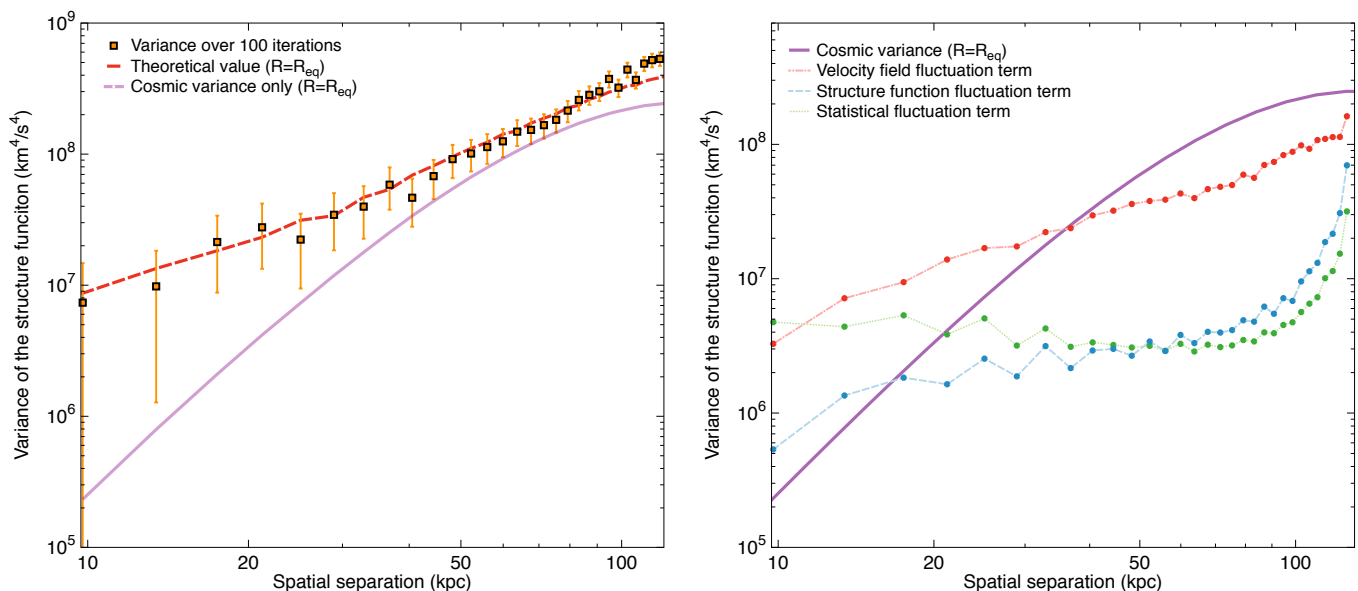 10^9
10^8
10^7
10^6
10^5
Variance of the structure funciton (km^4/s^4)
Variance over 100 iterations
Theoretical value (R=R_eq)
Cosmic variance only (R=R_eq)
10 20 50 100
Spatial separation (kpc)
10^8
10^7
10^6
10^5
Variance of the structure function (km^4/s^4)
Cosmic variance (R=R_eq)
Velocity field fluctuation term
Structure function fluctuation term
Statistical fluctuation term
10 20 50 100
Spatial separation (kpc)